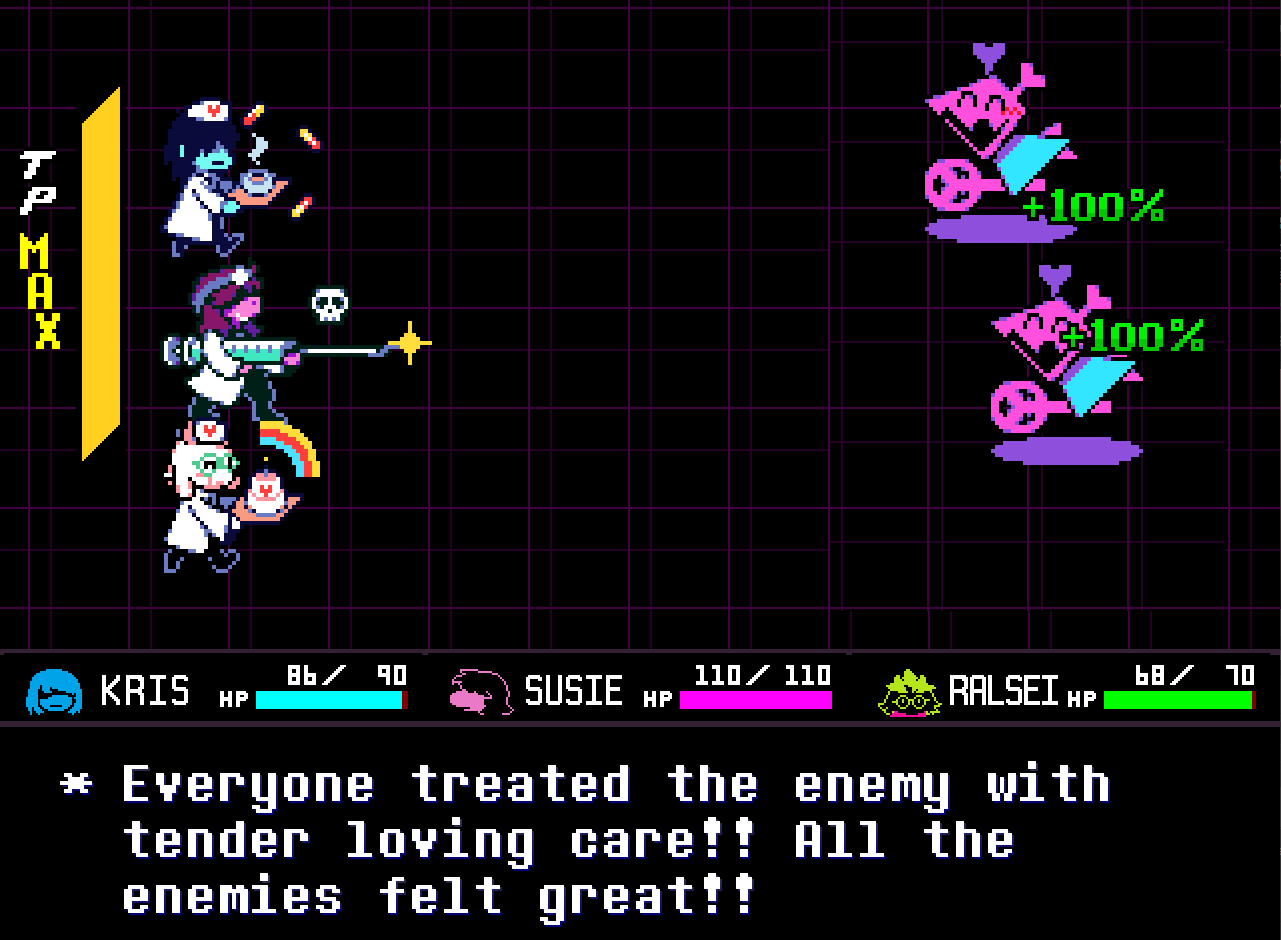 TP
MAX
+100%
+100%
KRIS HP 86/ 90
SUSIE HP 110/ 110
RALSEI HP 68/ 70
* Everyone treated the enemy with
tender loving care!! All the
enemies felt great!!